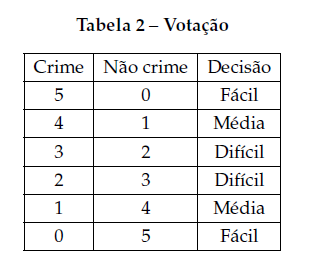 Tabela 2 – Votação
Crime Não crime Decisão
5 0 Fácil
4 1 Média
3 2 Difícil
2 3 Difícil
1 4 Média
0 5 Fácil